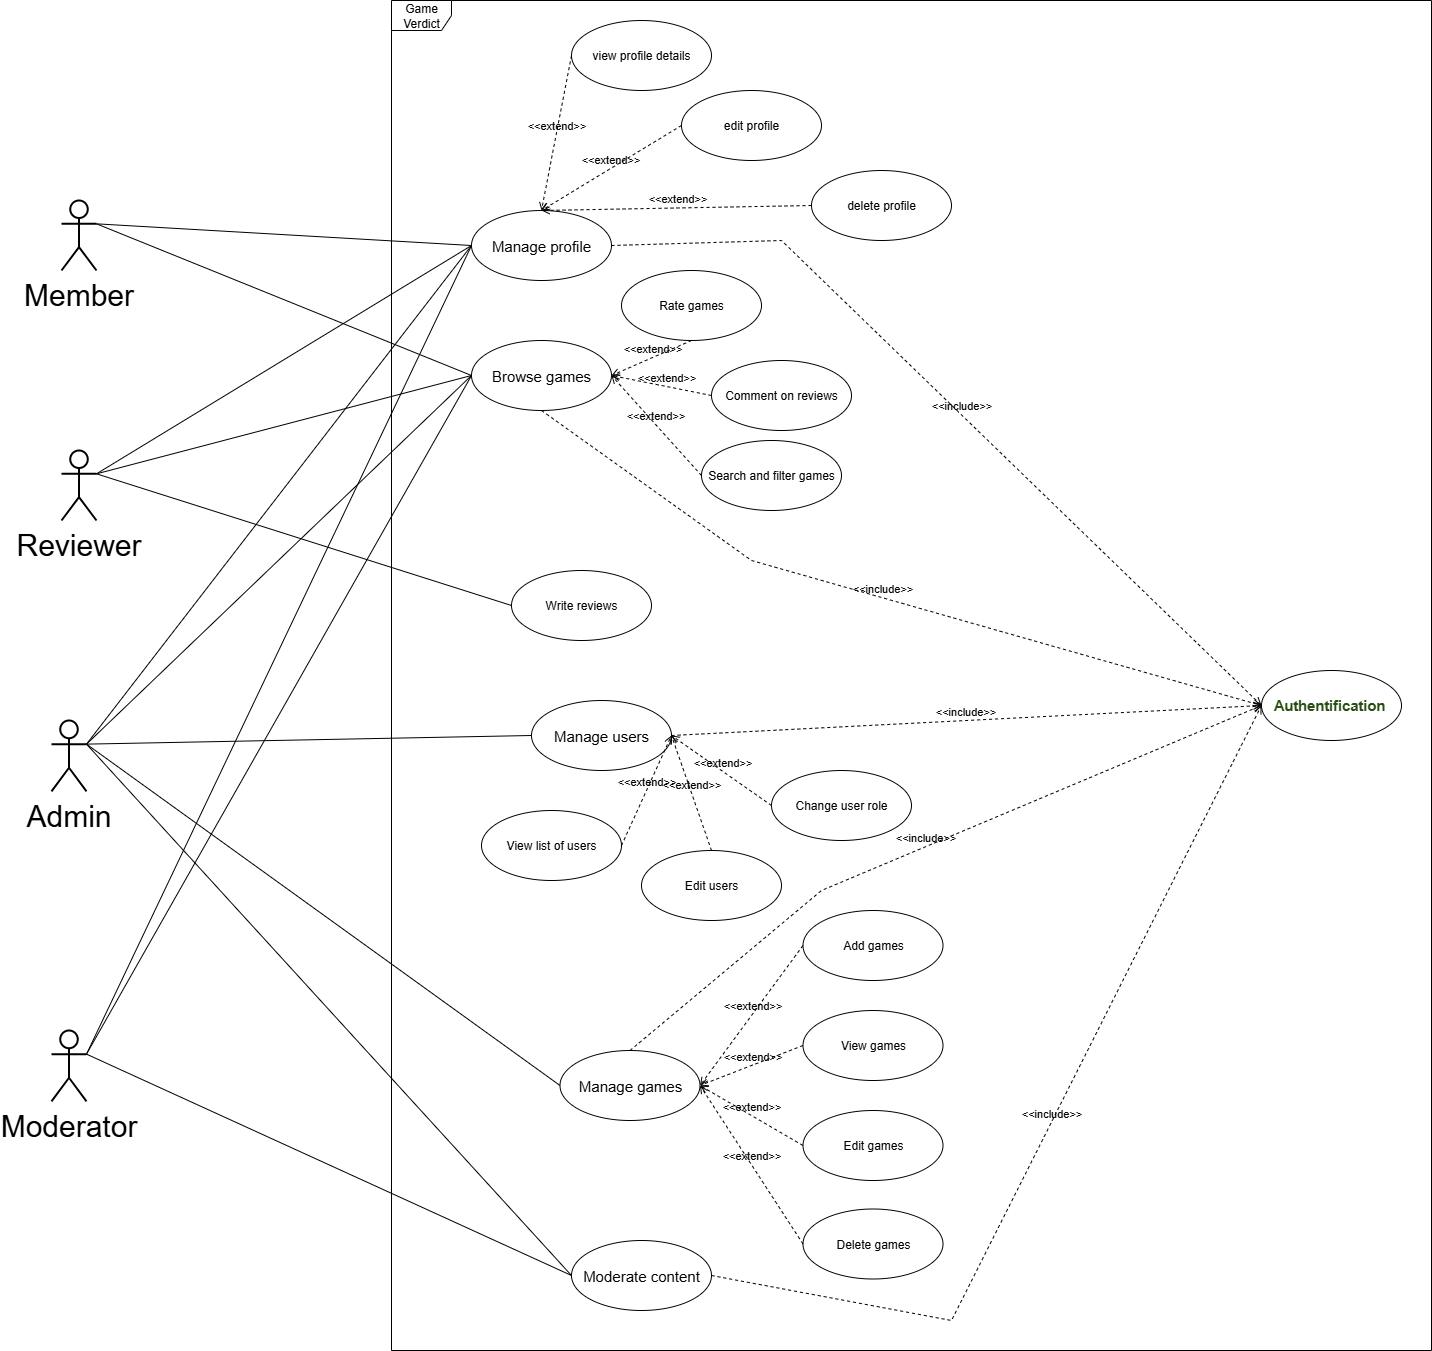 Game
Verdict
view profile details
<<extend>>
edit profile
<<extend>>
<<extend>>
delete profile
Member
Manage profile
Rate games
<<extend>>
Browse games
<<extend>>
Comment on reviews
<<include>>
<<extend>>
Search and filter games
Reviewer
Write reviews
<<include>>
Authentification
<<include>>
Manage users
<<extend>>
<<extend>>
<<extend>>
Change user role
Admin
View list of users
<<include>>
Edit users
Add games
<<extend>>
View games
<<extend>>
Manage games
<<extend>>
<<include>>
Moderator
Edit games
<<extend>>
Delete games
Moderate content